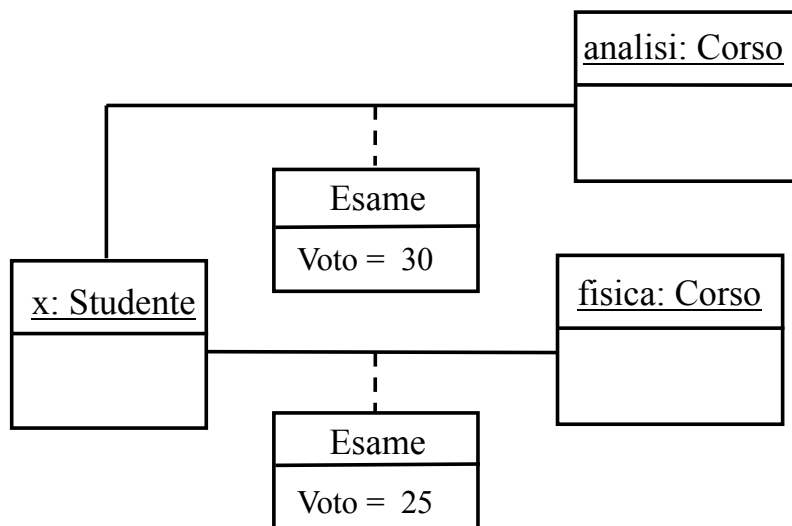 analisi: Corso
Esame
Voto = 30
x: Studente
fisica: Corso
Esame
Voto = 25